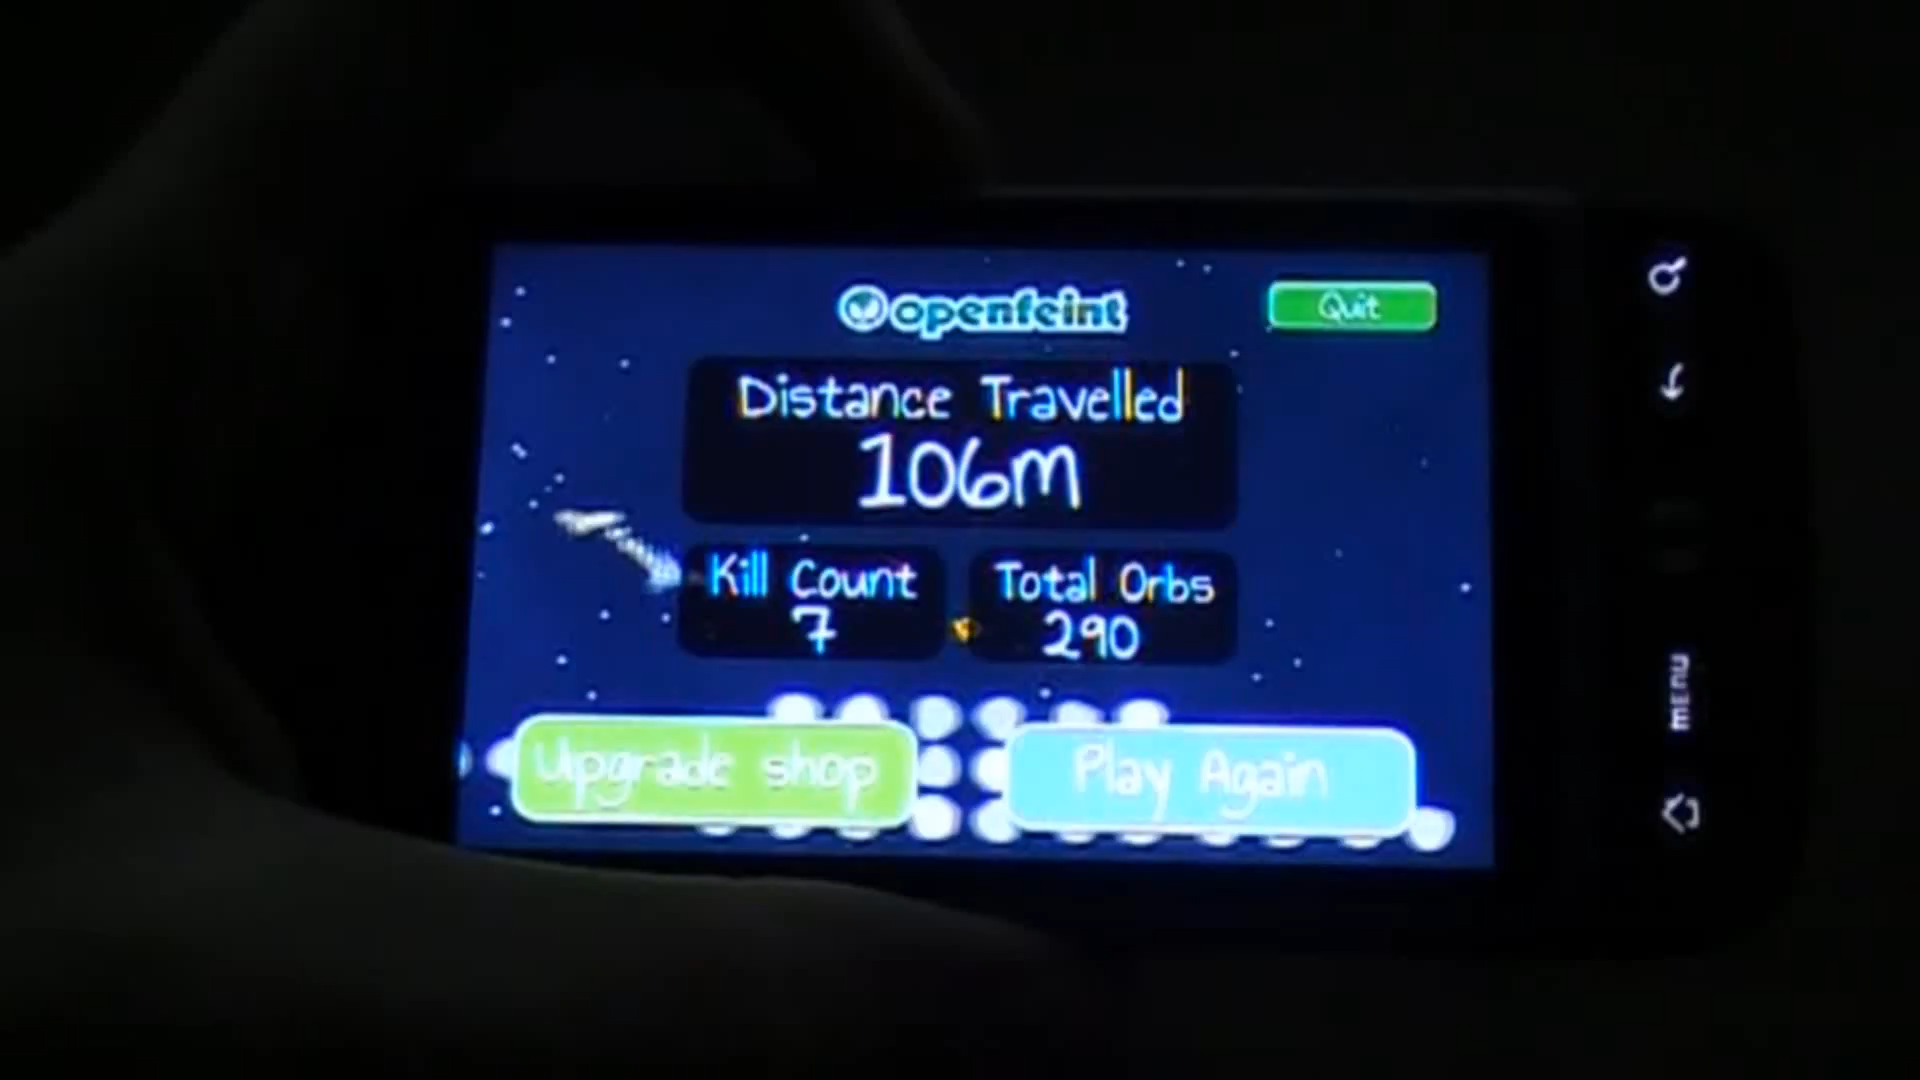 openfeint
Quit
Distance Travelled
106m
Kill Count
7
Total Orbs
290
Upgrade shop
Play Again
menu